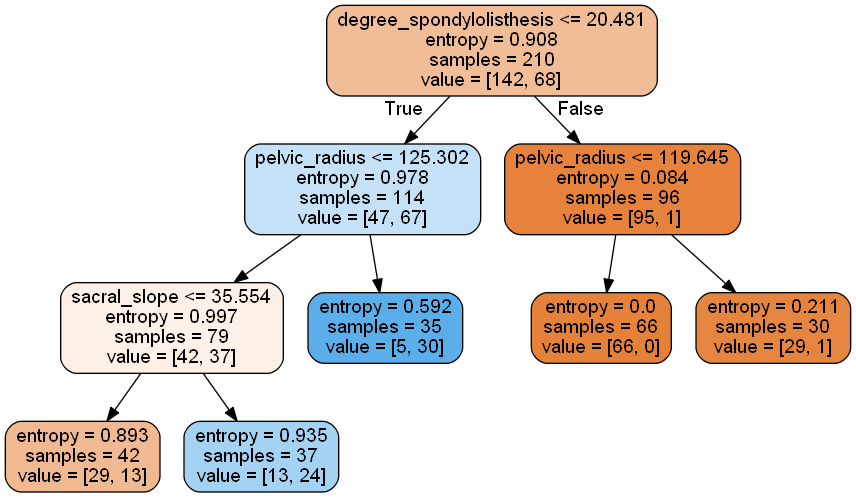 degree_spondylolisthesis <= 20.481
entropy = 0.908
samples = 210
value = [142, 68]
True
False
pelvic_radius <= 125.302
entropy = 0.978
samples = 114
value = [47, 67]
pelvic_radius <= 119.645
entropy = 0.084
samples = 96
value = [95, 1]
sacral_slope <= 35.554
entropy = 0.997
samples = 79
value = [42, 37]
entropy = 0.592
samples = 35
value = [5, 30]
entropy = 0.0
samples = 66
value = [66, 0]
entropy = 0.211
samples = 30
value = [29, 1]
entropy = 0.893
samples = 42
value = [29, 13]
entropy = 0.935
samples = 37
value = [13, 24]